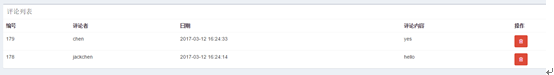 评论列表
编号 评论者 日期 评论内容 操作
179 chen 2017-03-12 16:24:33 yes
178 jackchen 2017-03-12 16:24:14 hello